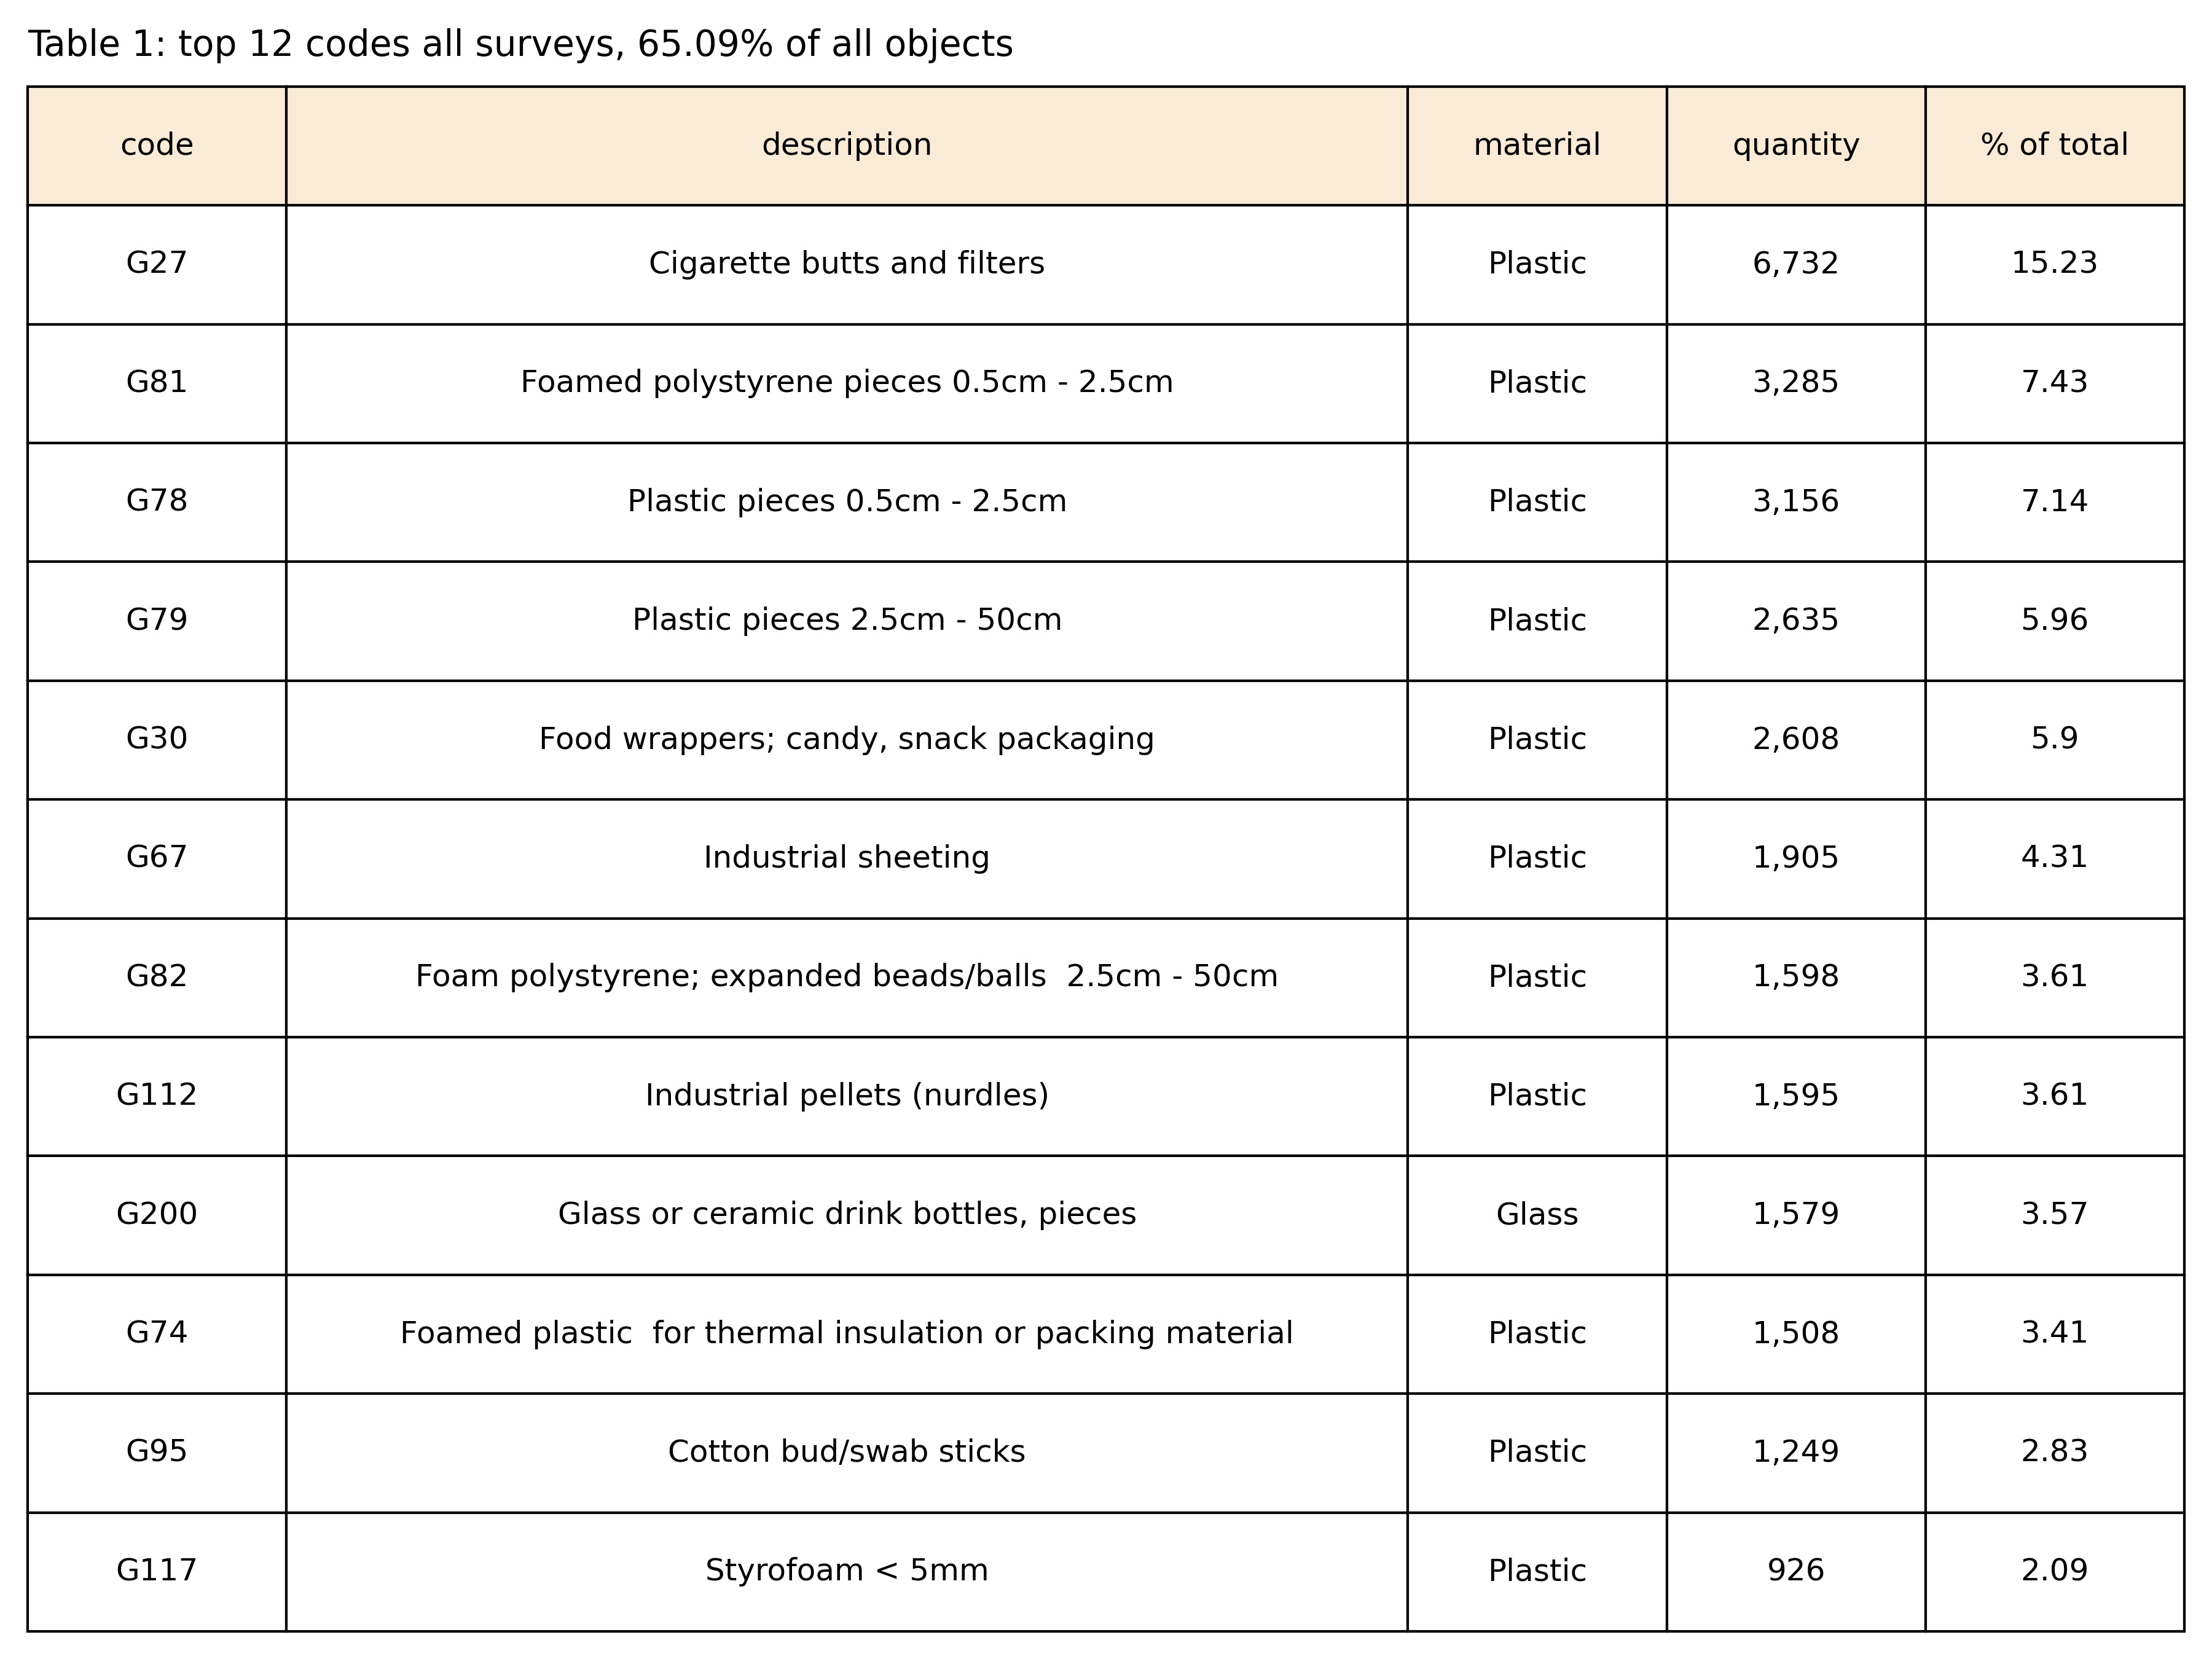 Table 1: top 12 codes all surveys, 65.09% of all objects
code description material quantity % of total
G27 Cigarette butts and filters Plastic 6,732 15.23
G81 Foamed polystyrene pieces 0.5cm - 2.5cm Plastic 3,285 7.43
G78 Plastic pieces 0.5cm - 2.5cm Plastic 3,156 7.14
G79 Plastic pieces 2.5cm - 50cm Plastic 2,635 5.96
G30 Food wrappers; candy, snack packaging Plastic 2,608 5.9
G67 Industrial sheeting Plastic 1,905 4.31
G82 Foam polystyrene; expanded beads/balls  2.5cm - 50cm Plastic 1,598 3.61
G112 Industrial pellets (nurdles) Plastic 1,595 3.61
G200 Glass or ceramic drink bottles, pieces Glass 1,579 3.57
G74 Foamed plastic  for thermal insulation or packing material Plastic 1,508 3.41
G95 Cotton bud/swab sticks Plastic 1,249 2.83
G117 Styrofoam < 5mm Plastic 926 2.09